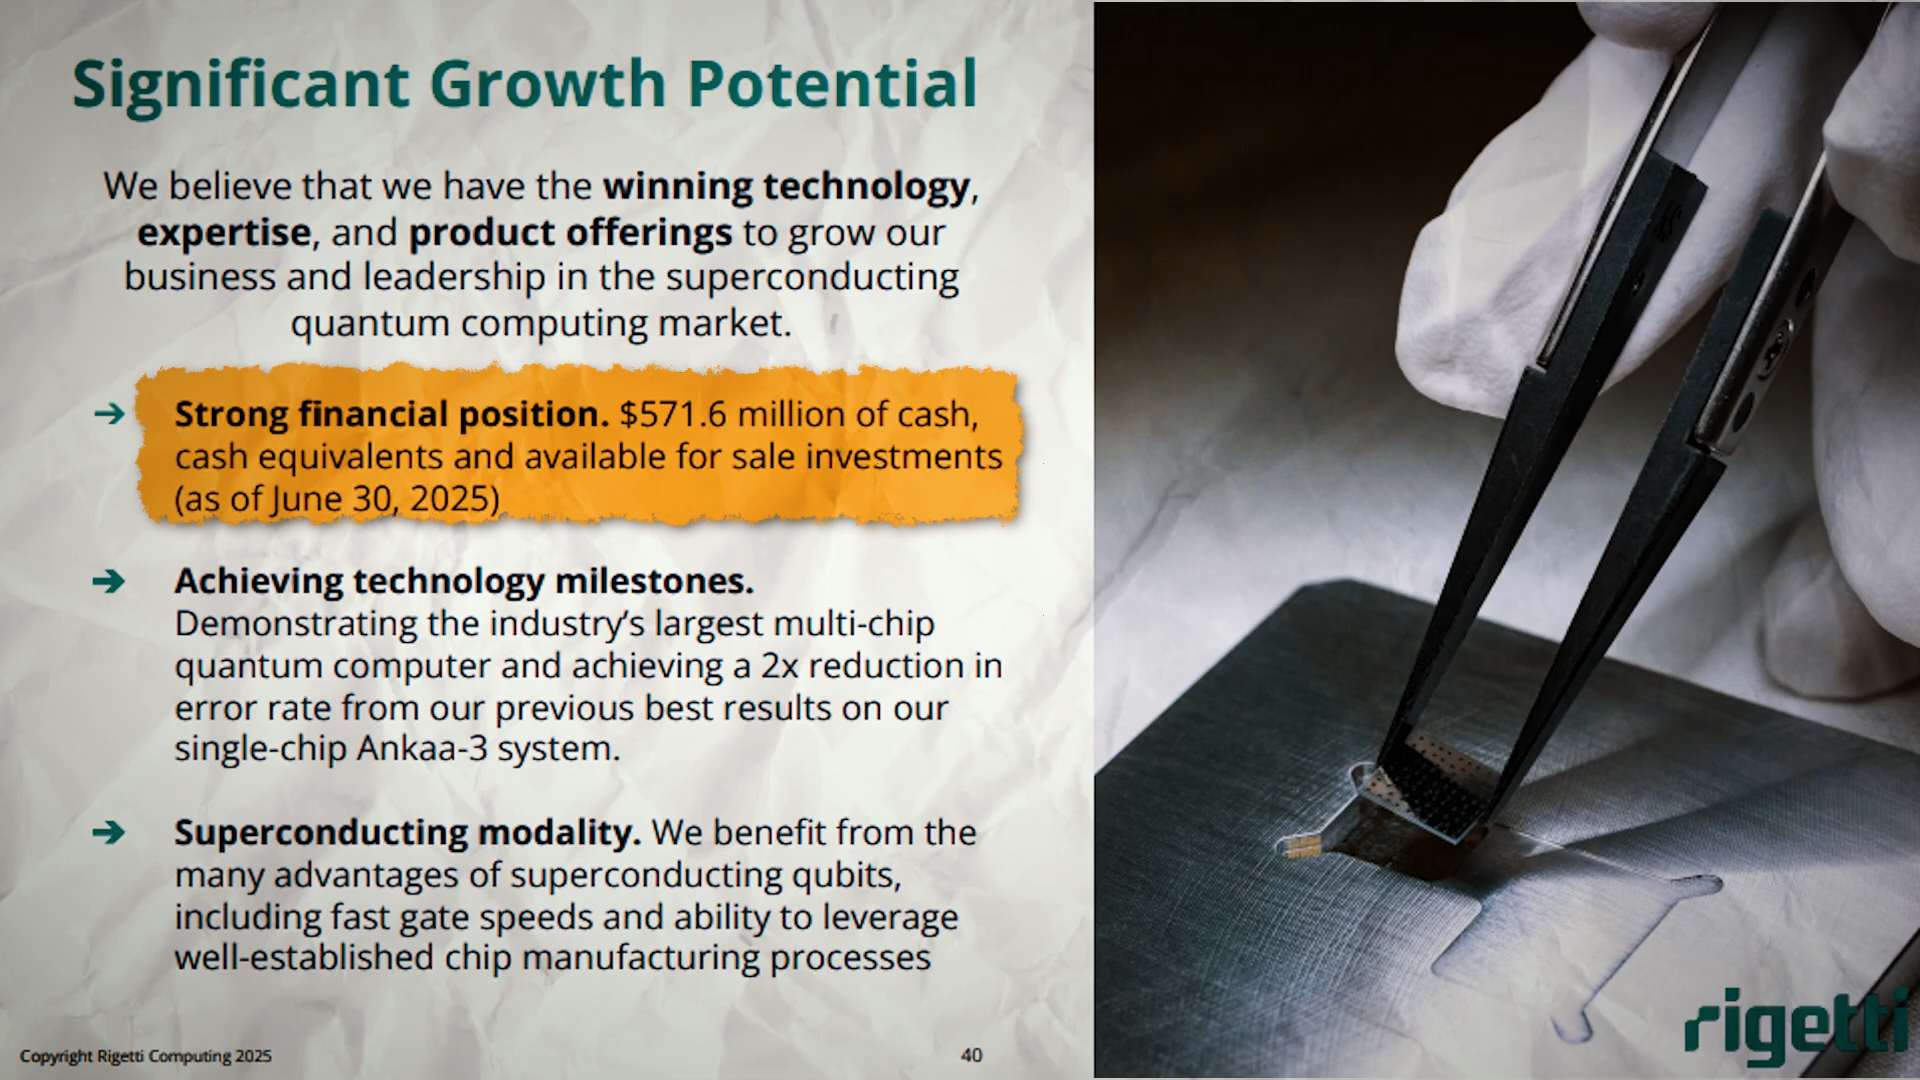 Significant Growth Potential
We believe that we have the winning technology,
expertise, and product offerings to grow our
business and leadership in the superconducting
quantum computing market.
➔ Strong financial position. $571.6 million of cash,
cash equivalents and available for sale investments
(as of June 30, 2025)
➔ Achieving technology milestones.
Demonstrating the industry’s largest multi-chip
quantum computer and achieving a 2x reduction in
error rate from our previous best results on our
single-chip Ankaa-3 system.
➔ Superconducting modality. We benefit from the
many advantages of superconducting qubits,
including fast gate speeds and ability to leverage
well-established chip manufacturing processes
Copyright Rigetti Computing 2025
40
rigetti